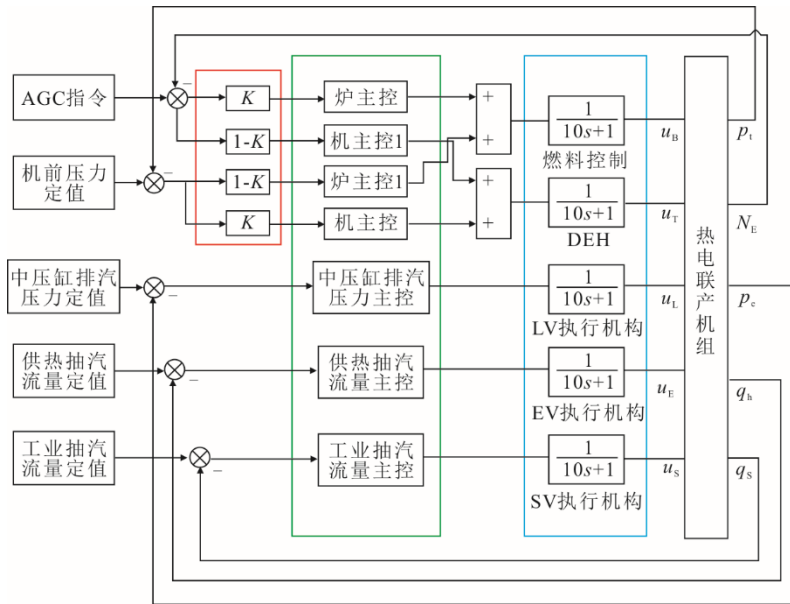 AGC指令
机前压力
定值
中压缸排汽
压力定值
供热抽汽
流量定值
工业抽汽
流量定值
−
−
−
−
−
K
1-K
1-K
K
炉主控
机主控1
炉主控1
机主控
中压缸排汽
压力主控
供热抽汽
流量主控
工业抽汽
流量主控
+
+
+
+
1
10s+1
燃料控制
1
10s+1
DEH
1
10s+1
LV执行机构
1
10s+1
EV执行机构
1
10s+1
SV执行机构
u_B
u_T
u_L
u_E
u_S
热电联产机组
p_t
N_E
p_e
q_h
q_S